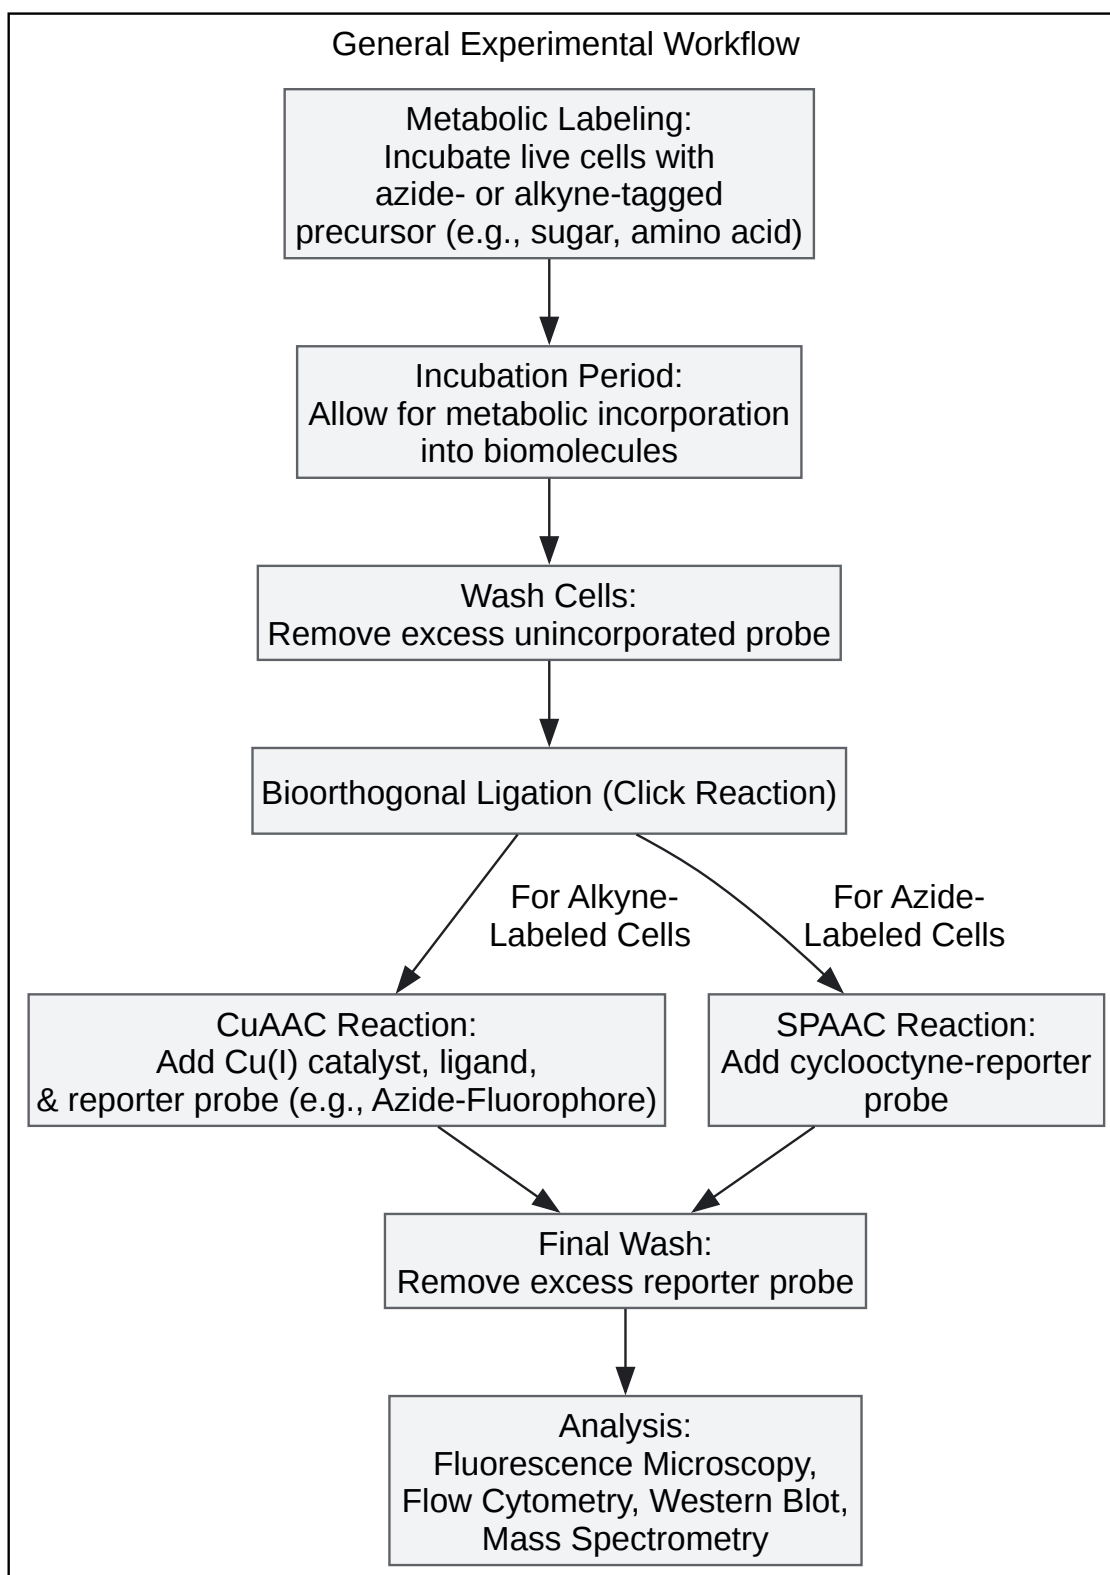 General Experimental Workflow
Metabolic Labeling:
Incubate live cells with
azide- or alkyne-tagged
precursor (e.g., sugar, amino acid)
Incubation Period:
Allow for metabolic incorporation
into biomolecules
Wash Cells:
Remove excess unincorporated probe
Bioorthogonal Ligation (Click Reaction)
For Alkyne-
Labeled Cells
For Azide-
Labeled Cells
CuAAC Reaction:
Add Cu(I) catalyst, ligand,
& reporter probe (e.g., Azide-Fluorophore)
SPAAC Reaction:
Add cyclooctyne-reporter
probe
Final Wash:
Remove excess reporter probe
Analysis:
Fluorescence Microscopy,
Flow Cytometry, Western Blot,
Mass Spectrometry